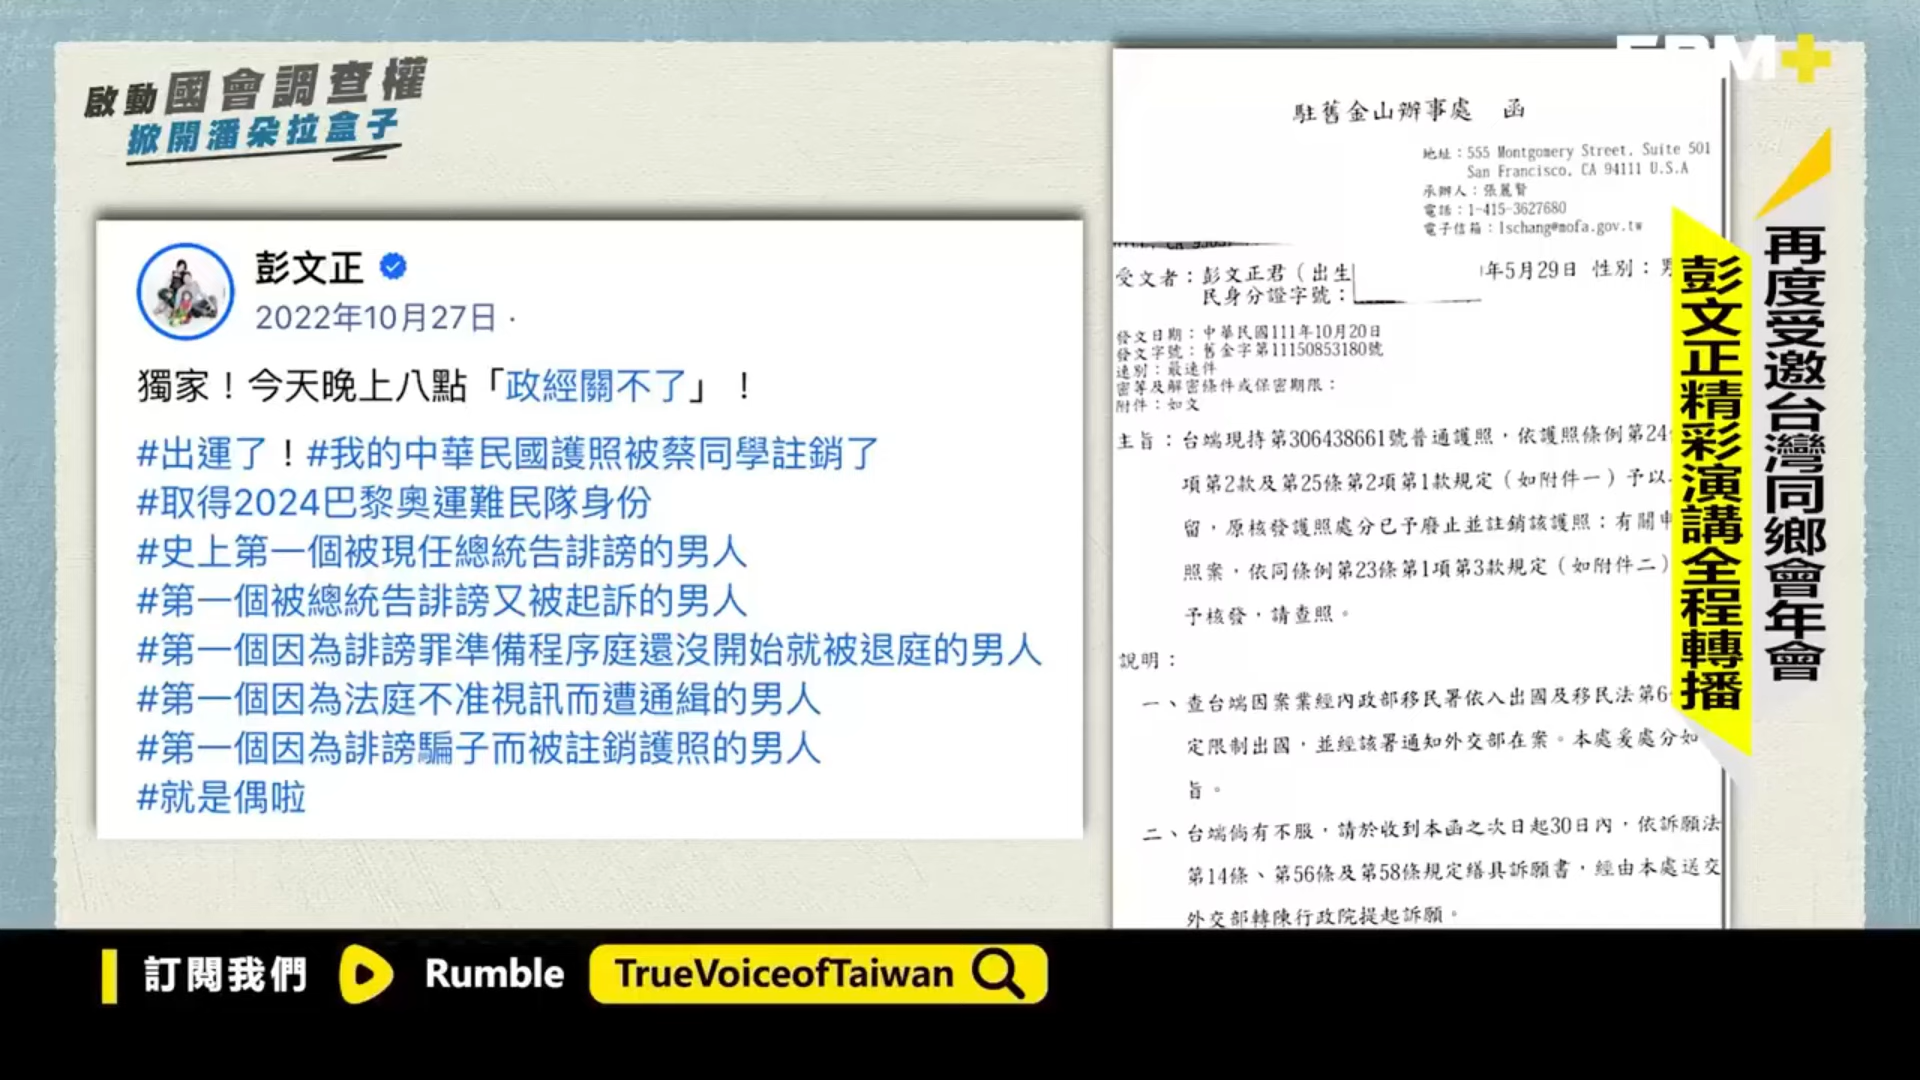 啟動國會調查權
掀開潘朵拉盒子
彭文正
2022年10月27日 ·
獨家！今天晚上八點「政經關不了」！
#出運了！#我的中華民國護照被蔡同學註銷了
#取得2024巴黎奧運難民隊身份
#史上第一個被現任總統告誹謗的男人
#第一個被總統告誹謗又被起訴的男人
#第一個因為誹謗罪準備程序庭還沒開始就被退庭的男人
#第一個因為法庭不准視訊而遭通緝的男人
#第一個因為誹謗騙子而被註銷護照的男人
#就是偶啦
駐舊金山辦事處 函
地址：555 Montgomery Street, Suite 501
San Francisco, CA 94111 U.S.A
承辦人：張麗賢
電話：1-415-3627680
電子信箱：lschang@mofa.gov.tw
受文者：彭文正君（出生 年5月29日 性別：男
民身分證字號：
發文日期：中華民國111年10月20日
發文字號：舊金字第11150853180號
速別：最速件
密等及解密條件或保密期限：
附件：如文
主旨：台端現持第306438661號普通護照，依護照條例第24
項第2款及第25條第2項第1款規定（如附件一）予以
留，原核發護照處分已予廢止並註銷該護照；有關申
照案，依同條例第23條第1項第3款規定（如附件二）
予核發，請查照。
說明：
一、查台端因案業經內政部移民署依入出國及移民法第6
定限制出國，並經該署通知外交部在案。本處爰處分如
旨。
二、台端倘有不服，請於收到本函之次日起30日內，依訴願法
第14條、第56條及第58條規定繕具訴願書，經由本處送交
外交部轉陳行政院提起訴願。
再度受邀台灣同鄉會年會
彭文正精彩演講全程轉播
訂閱我們 Rumble TrueVoiceofTaiwan